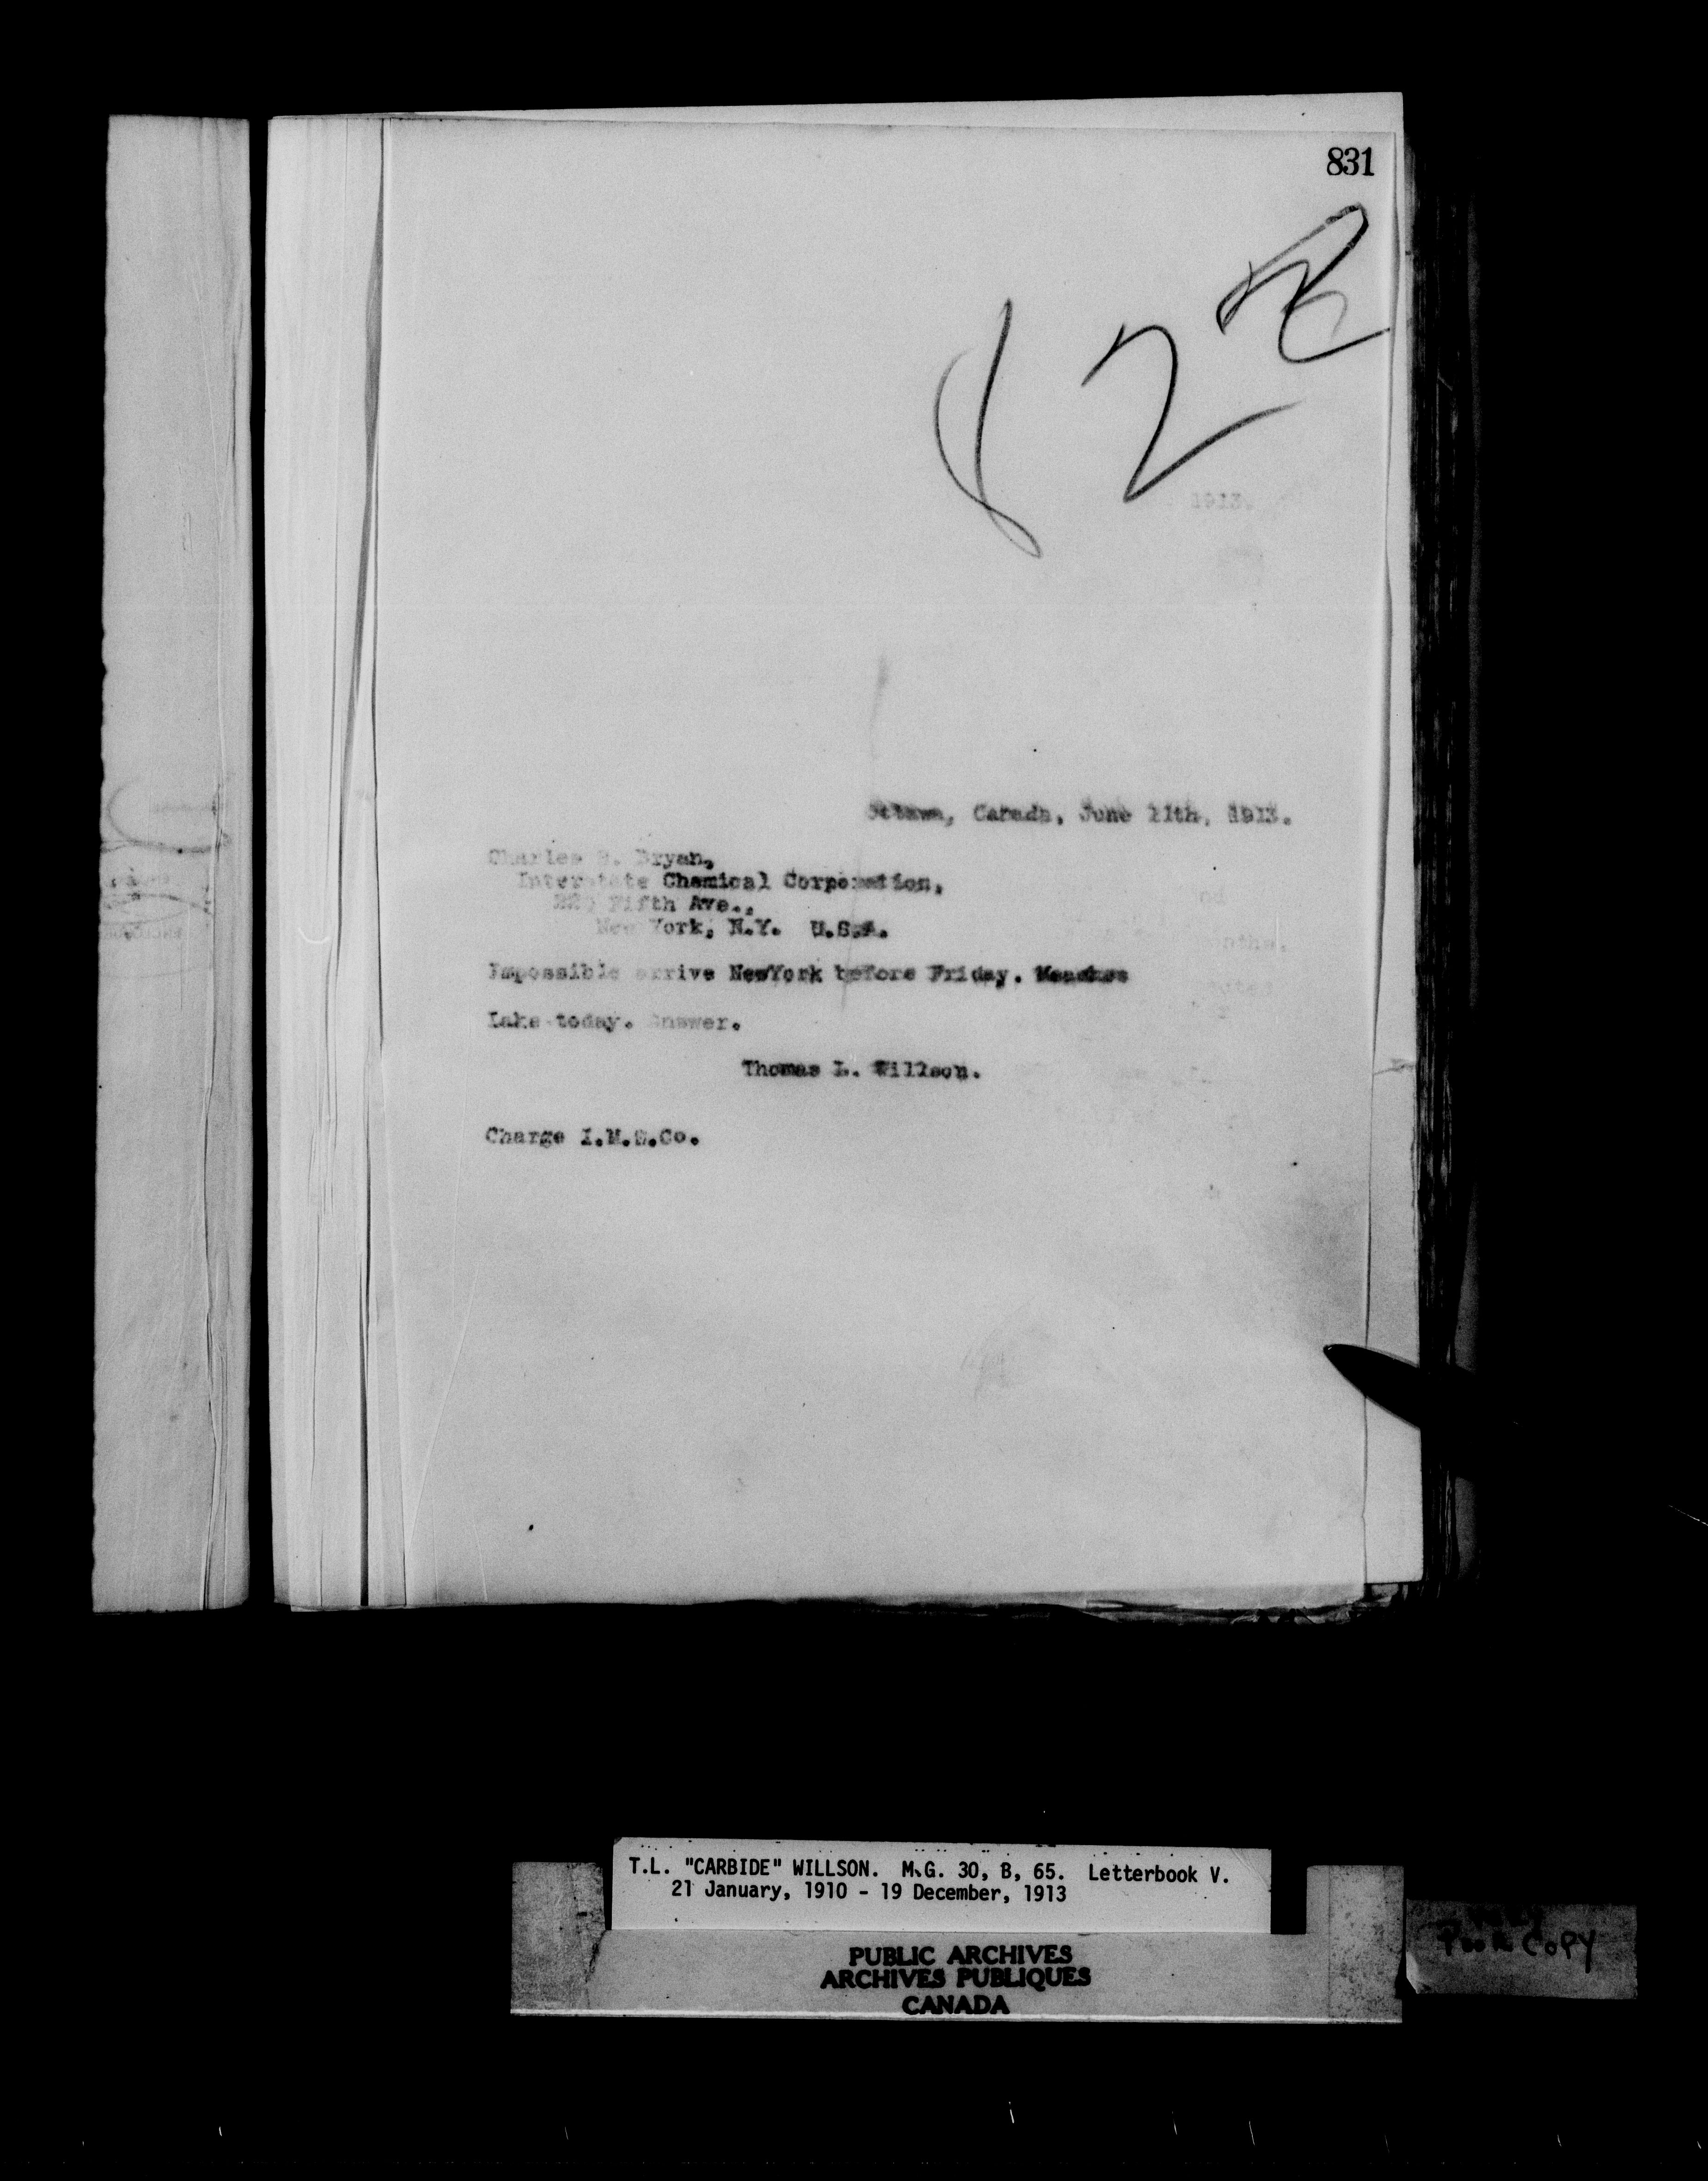 831
1913.
Ottawa, Canada, June 11th, 1913.
Charles Bryan,
Interstate Chemical Corporation,
Fifth Ave.,
New York, N.Y. U.S.A.
Impossible arrive NewYork before Friday.
Lake today. Answer.
Thomas L. Willson.
Charge I.M.S.Co.
T.L. "CARBIDE" WILLSON. M.G. 30, B, 65. Letterbook V.
21 January, 1910 - 19 December, 1913
PUBLIC ARCHIVES
ARCHIVES PUBLIQUES
CANADA
COPY